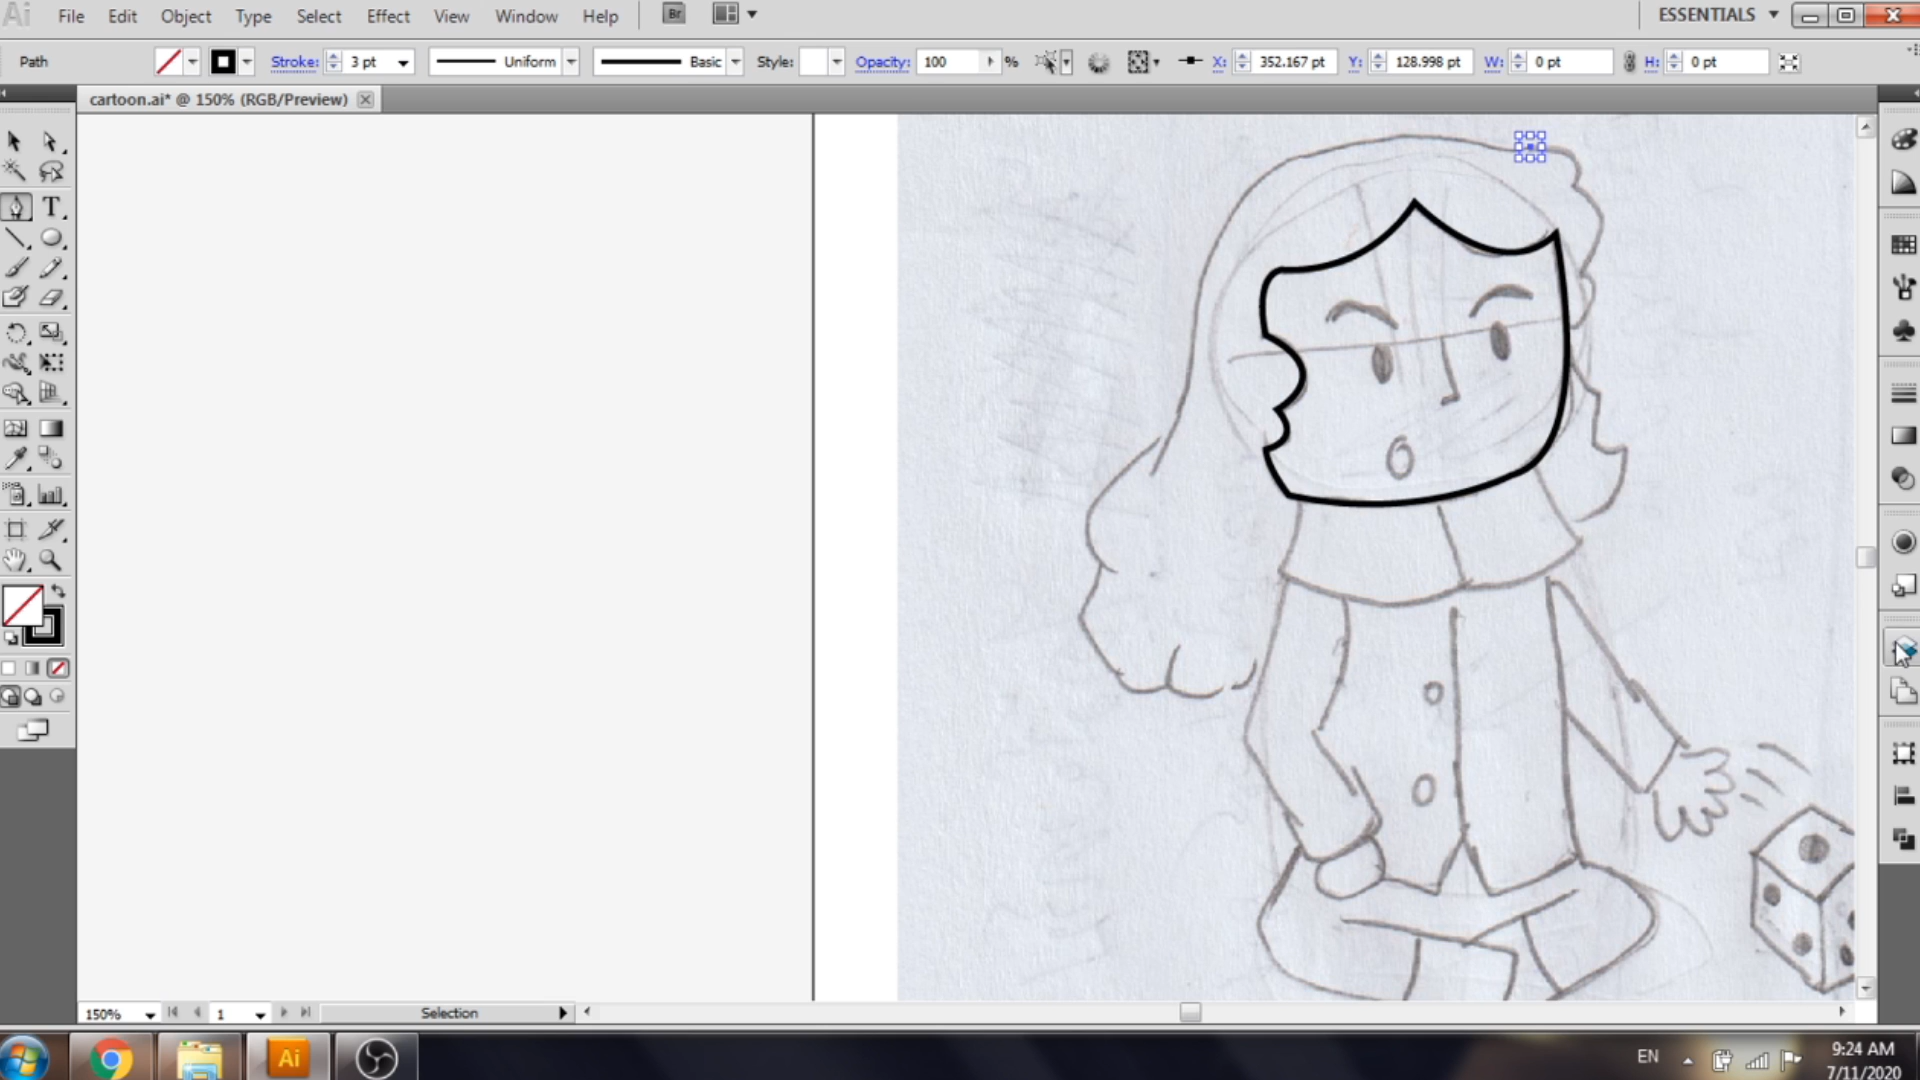 Ai File Edit Object Type Select Effect View Window Help Br ESSENTIALS
Path Stroke: 3 pt Uniform Basic Style: Opacity: 100 % X: 352.167 pt Y: 128.998 pt W: 0 pt H: 0 pt
cartoon.ai* @ 150% (RGB/Preview)
T
150% 1 Selection
Ai EN 9:24 AM
7/11/2020